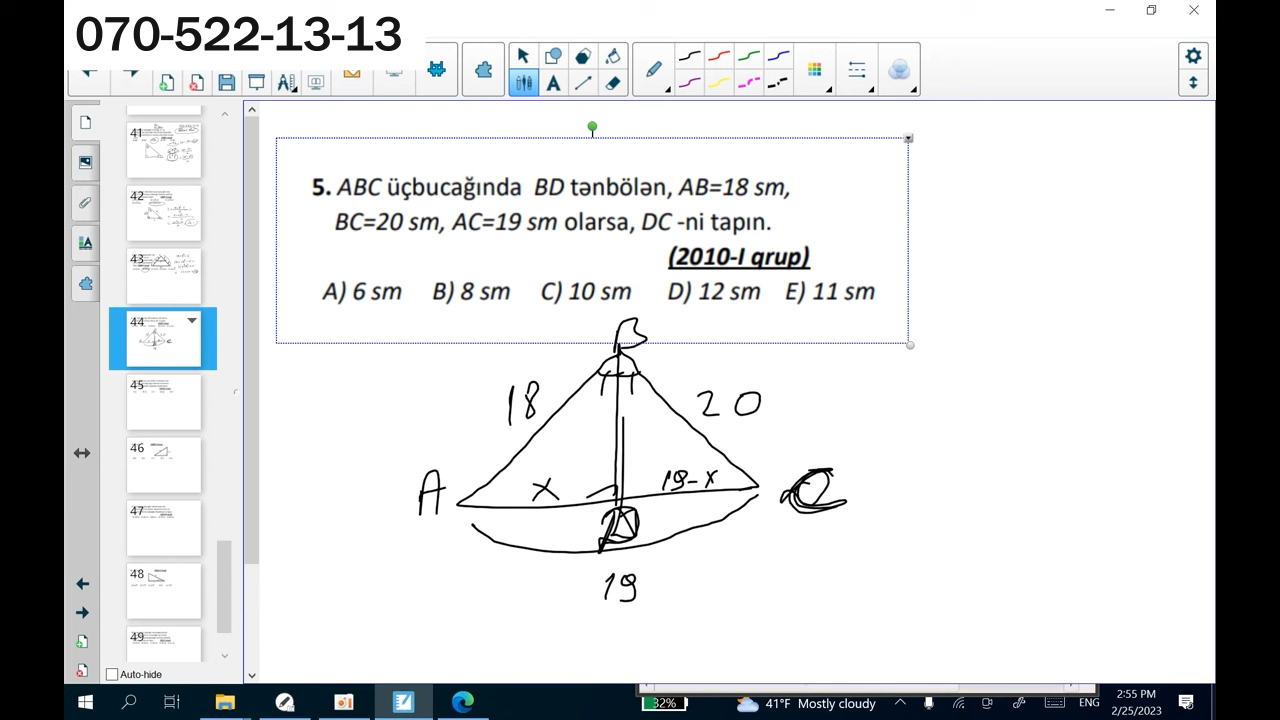 070-522-13-13
5. ABC üçbucağında BD tənbölən, AB=18 sm,
BC=20 sm, AC=19 sm olarsa, DC -ni tapın.
(2010-I qrup)
A) 6 sm B) 8 sm C) 10 sm D) 12 sm E) 11 sm
B
18
20
A
x
19-x
C
D
19
41
42
43
44
45
46
47
48
49
Auto-hide
32%
41°F Mostly cloudy
ENG
2:55 PM
2/25/2023